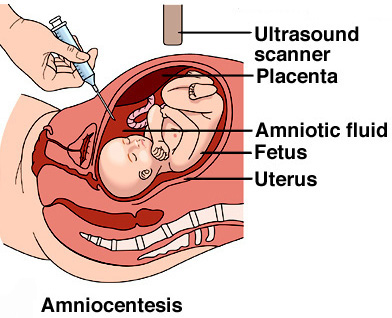 Ultrasound
scanner
Placenta
Amniotic fluid
Fetus
Uterus
Amniocentesis